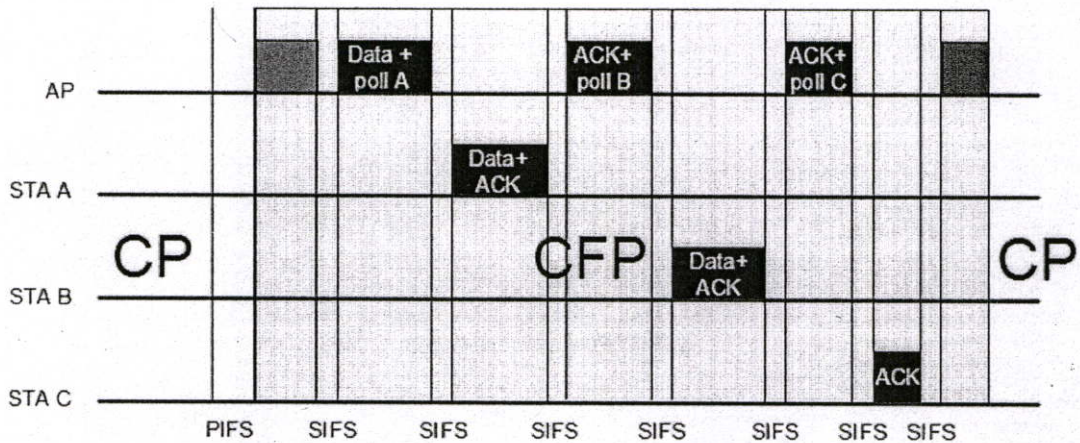 Data +
poll A
ACK+
poll B
ACK+
poll C
AP
Data+
ACK
STA A
CP
CFP
CP
Data+
ACK
STA B
ACK
STA C
PIFS SIFS SIFS SIFS SIFS SIFS SIFS SIFS